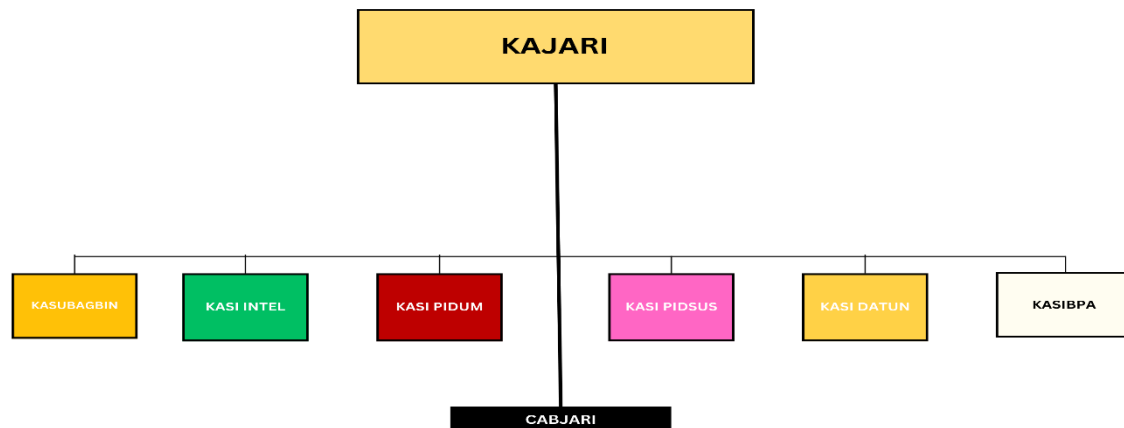 KAJARI
KASUBAGBIN
KASI INTEL
KASI PIDUM
KASI PIDSUS
KASI DATUN
KASIBPA
CABJARI